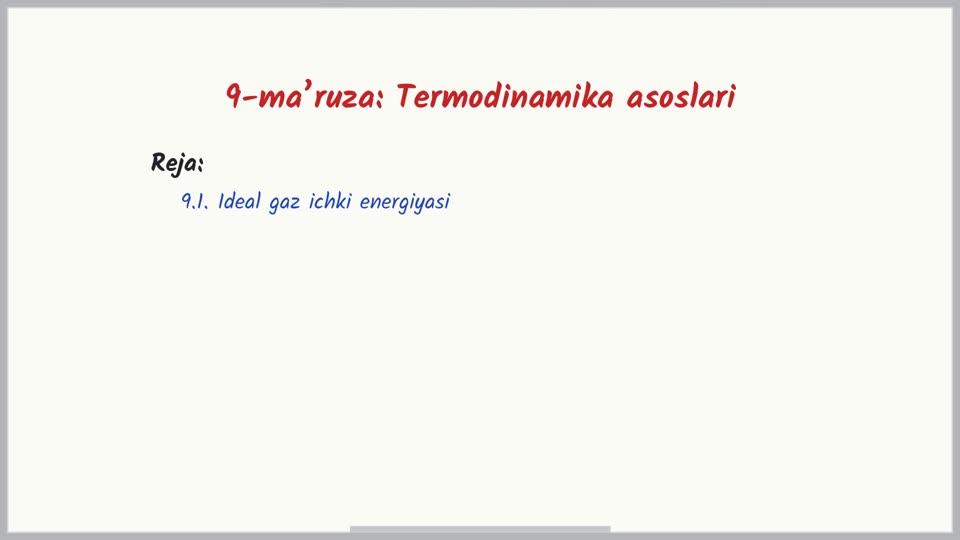 9-ma’ruza: Termodinamika asoslari
Reja:
9.1. Ideal gaz ichki energiyasi